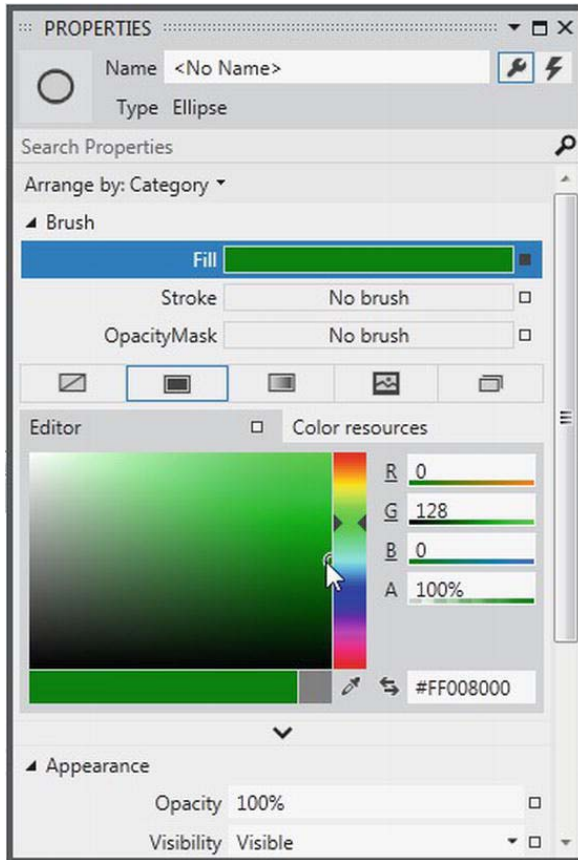 PROPERTIES
Name <No Name>
Type Ellipse
Search Properties
Arrange by: Category
Brush
Fill
Stroke No brush
OpacityMask No brush
Editor Color resources
R 0
G 128
B 0
A 100%
#FF008000
Appearance
Opacity 100%
Visibility Visible